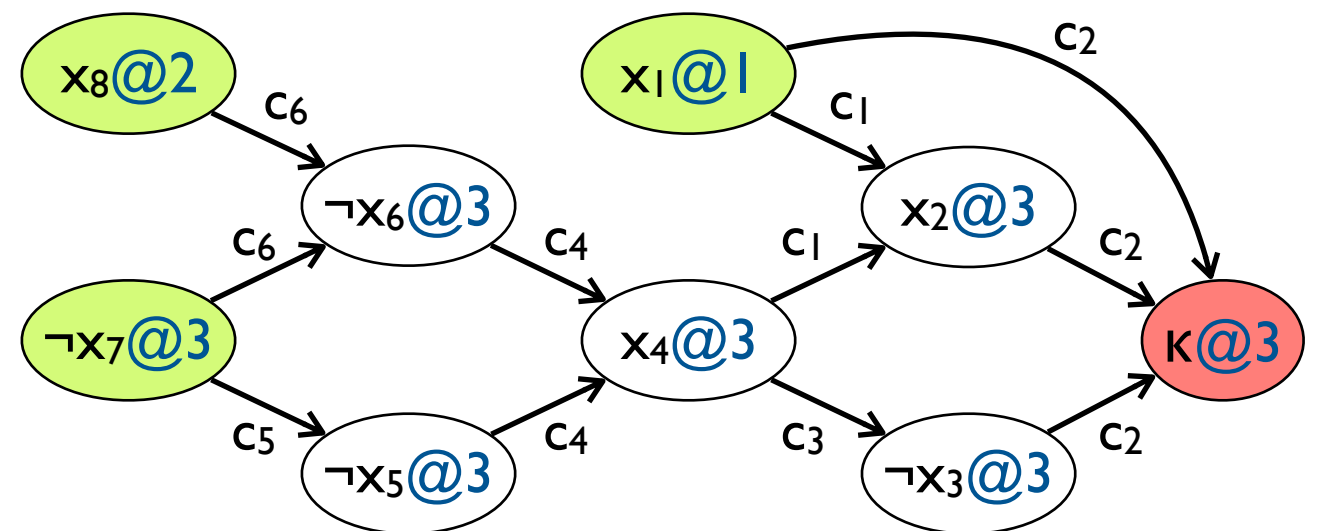 x₈@2
x₁@1
c₂
c₆
c₁
¬x₆@3
x₂@3
c₆
c₄
c₁
c₂
¬x₇@3
x₄@3
κ@3
c₅
c₄
c₃
c₂
¬x₅@3
¬x₃@3